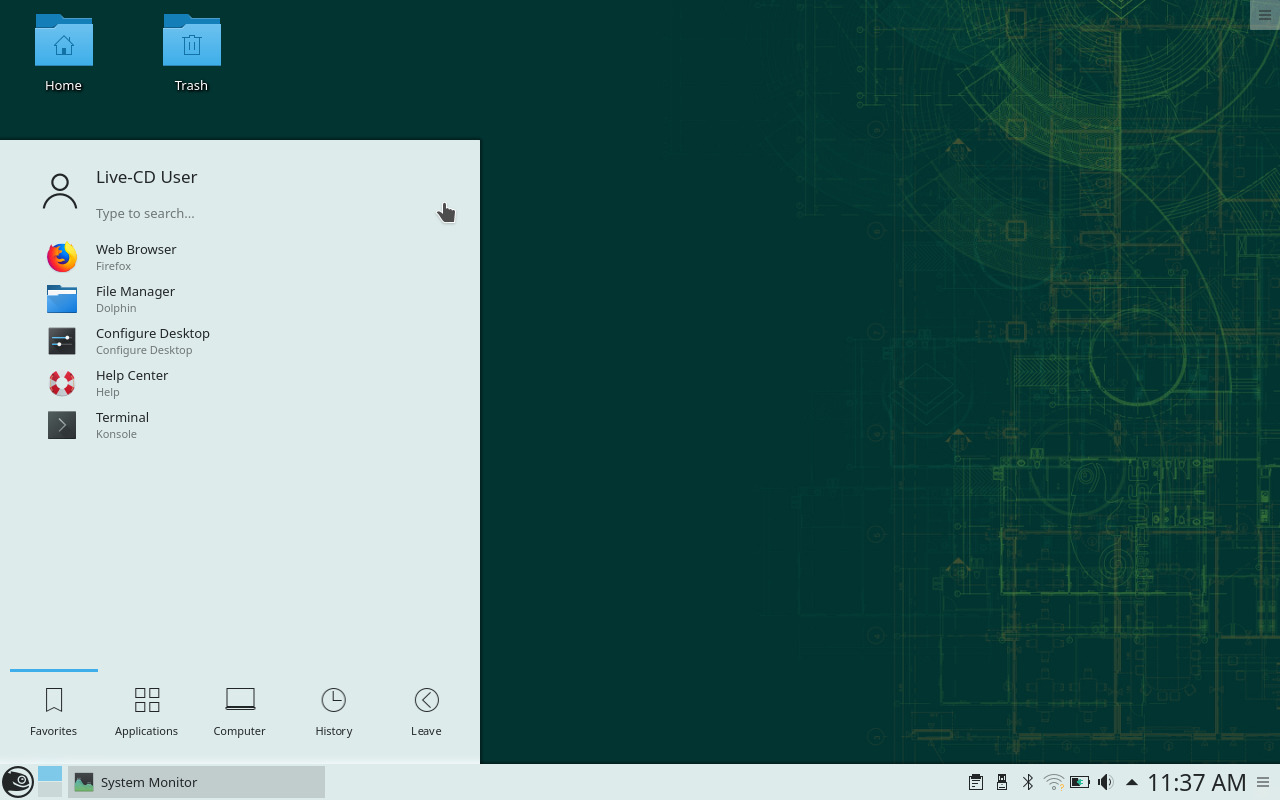 Home
Trash
Live-CD User
Type to search...
Web Browser
Firefox
File Manager
Dolphin
Configure Desktop
Configure Desktop
Help Center
Help
Terminal
Konsole
Favorites
Applications
Computer
History
Leave
System Monitor
11:37 AM